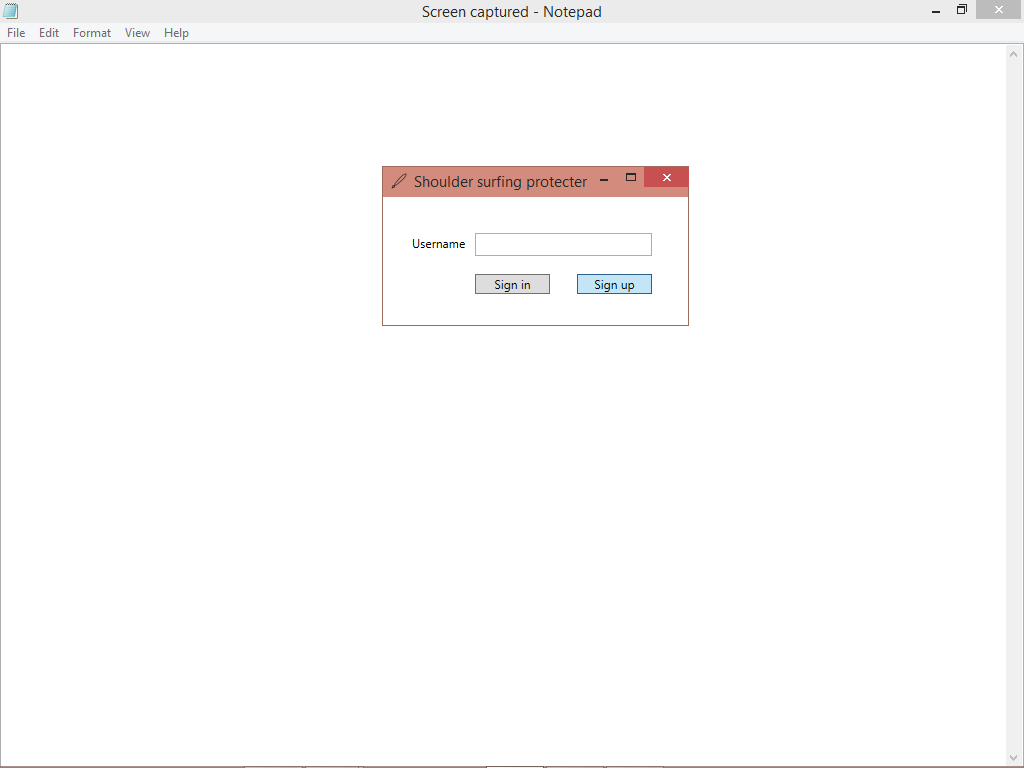 Screen captured - Notepad
File Edit Format View Help
Shoulder surfing protecter
Username
Sign in Sign up